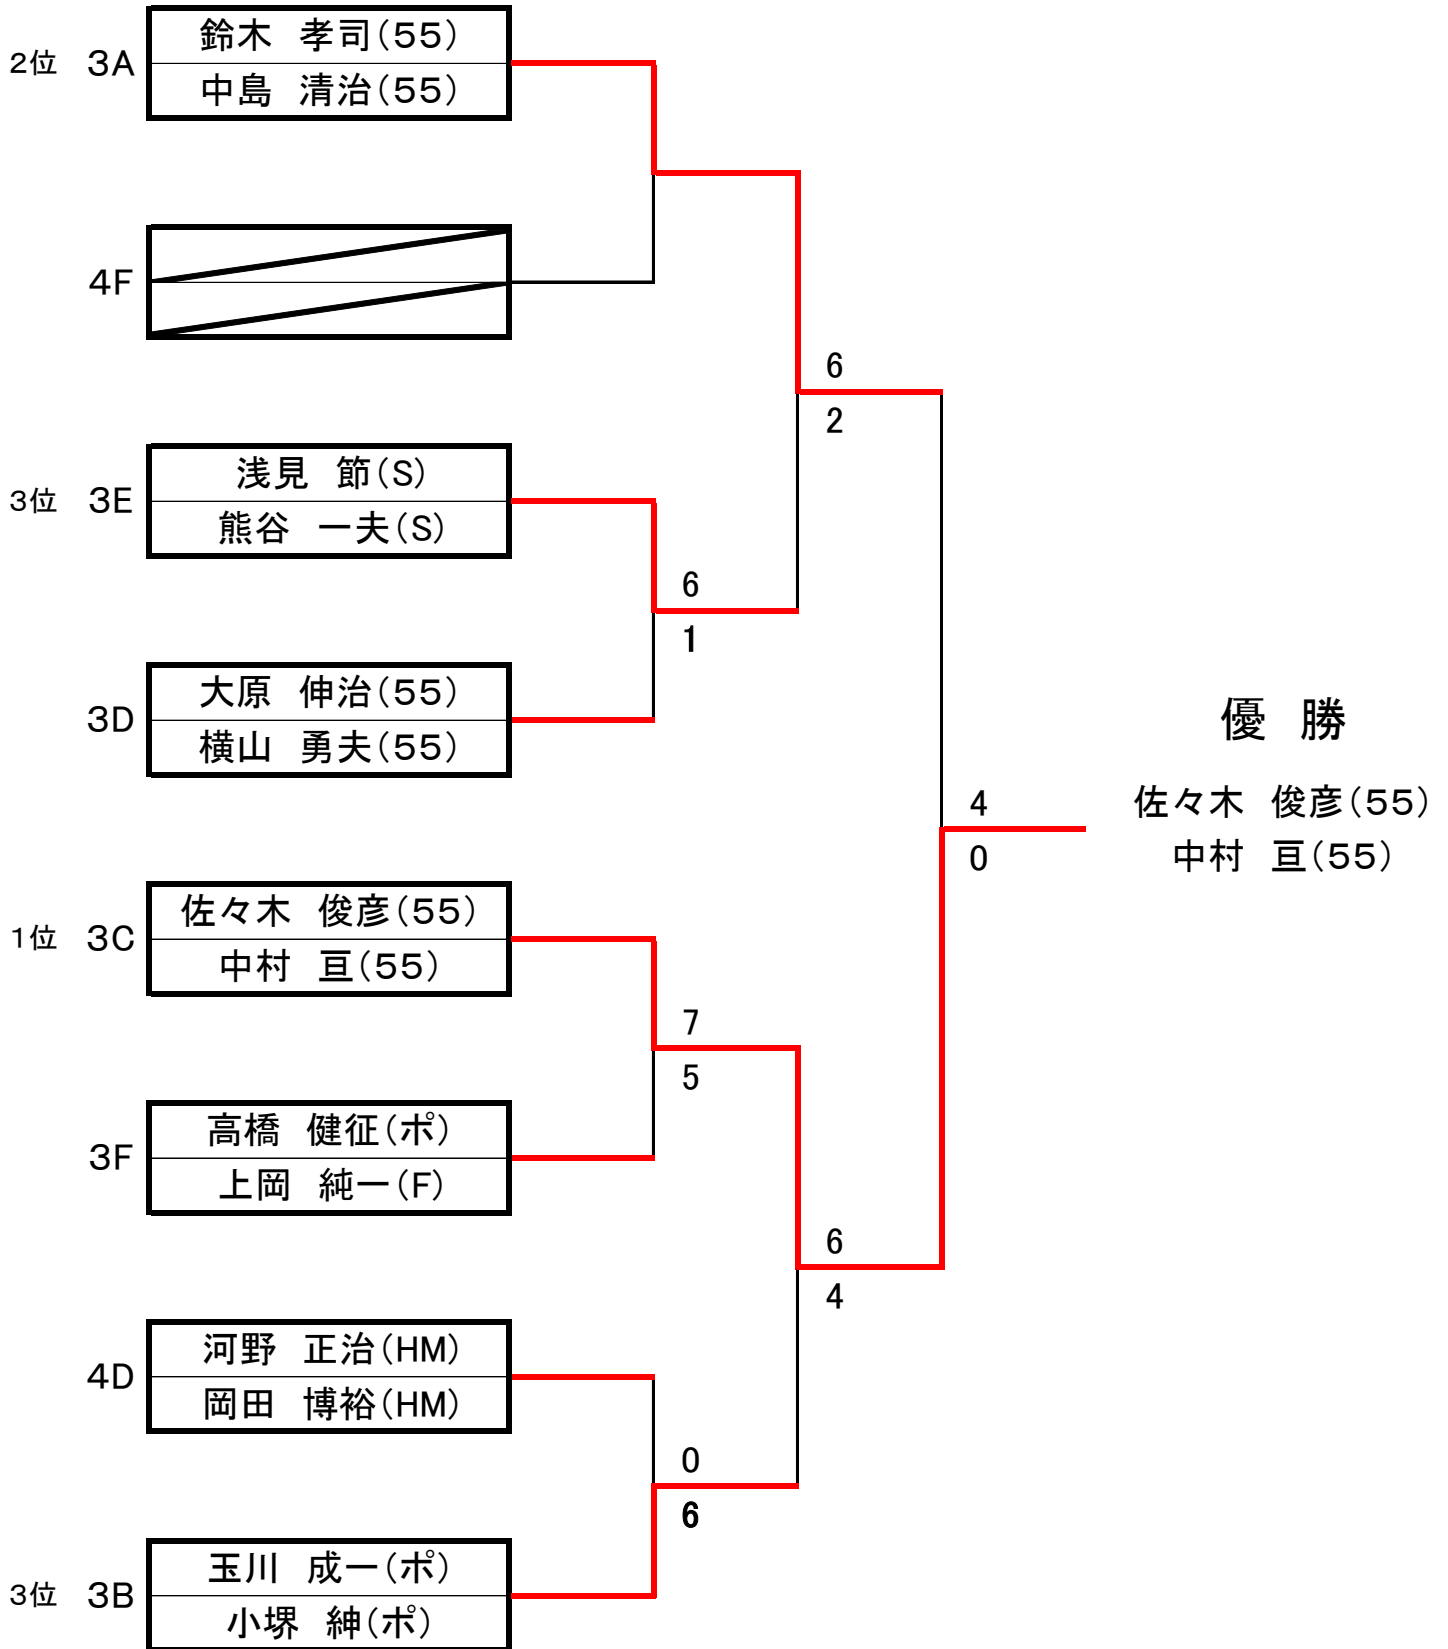 鈴木　孝司(55)
2位 3A
中島　清治(55)
4F
6
2
浅見　節(S)
3位 3E
熊谷　一夫(S)
6
1
大原　伸治(55)
3D
横山　勇夫(55)
優 勝
4
0
佐々木　俊彦(55)
中村　亘(55)
佐々木　俊彦(55)
1位 3C
中村　亘(55)
7
5
高橋　健征(ポ)
3F
上岡　純一(F)
6
4
河野　正治(HM)
4D
岡田　博裕(HM)
0
6
玉川　成一(ポ)
3位 3B
小堺　紳(ポ)